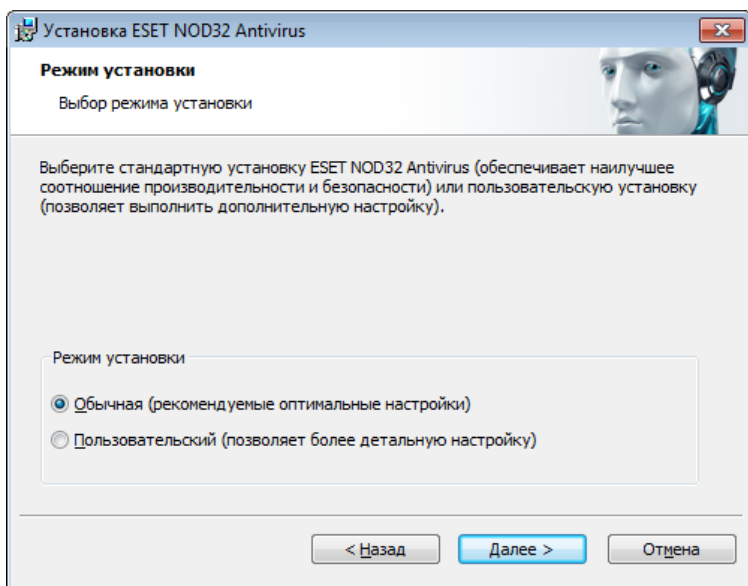 Установка ESET NOD32 Antivirus
Режим установки
Выбор режима установки
Выберите стандартную установку ESET NOD32 Antivirus (обеспечивает наилучшее
соотношение производительности и безопасности) или пользовательскую установку
(позволяет выполнить дополнительную настройку).
Режим установки
Обычная (рекомендуемые оптимальные настройки)
Пользовательский (позволяет более детальную настройку)
< Назад Далее > Отмена